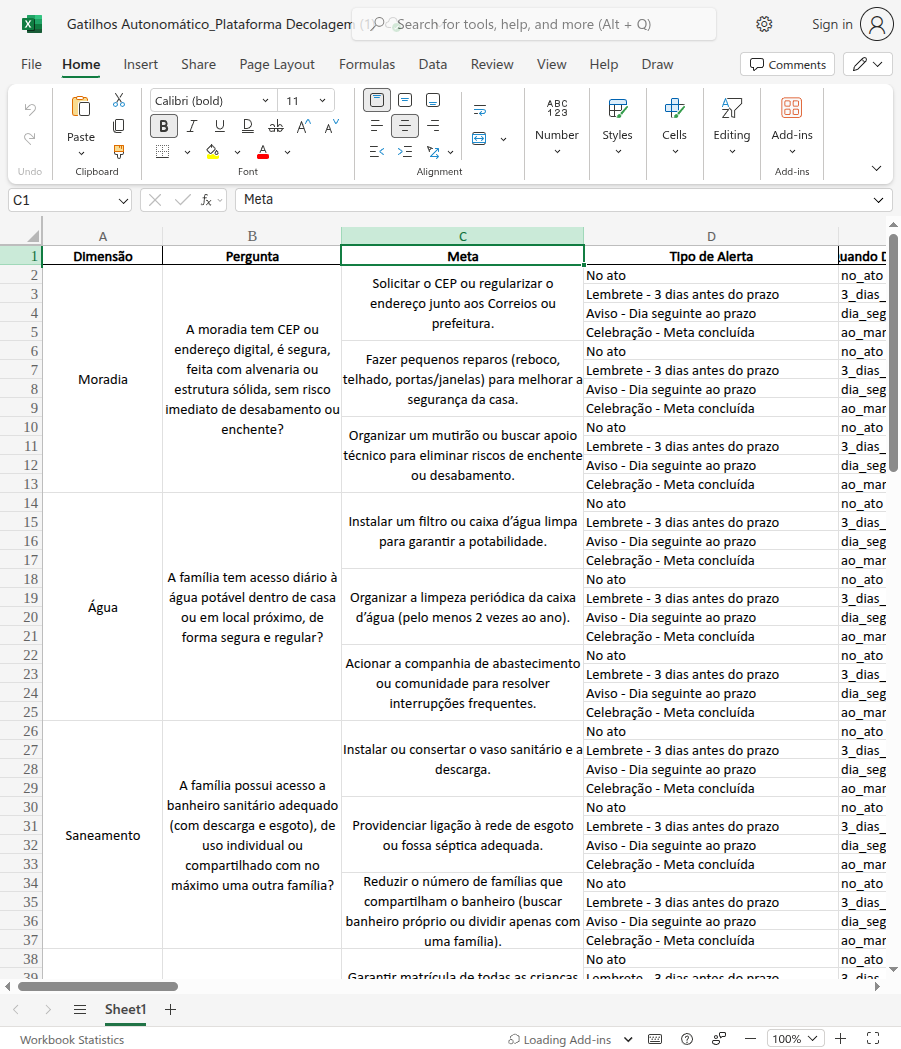 Gatilhos Autonomático_Plataforma Decolagem (1)
Search for tools, help, and more (Alt + Q)
Sign in
File Home Insert Share Page Layout Formulas Data Review View Help Draw
Comments
Calibri (bold) 11
Paste
B I U D ab A A
ABC
123
Number Styles Cells Editing Add-ins
Undo Clipboard Font Alignment Add-ins
C1 fx Meta
A B C D
1 Dimensão Pergunta Meta Tipo de Alerta
2 No ato no_ato
Solicitar o CEP ou regularizar o
3 Lembrete - 3 dias antes do prazo 3_dias_
endereço junto aos Correios ou
4 Aviso - Dia seguinte ao prazo dia_seg
prefeitura.
5 Celebração - Meta concluída ao_mar
A moradia tem CEP ou
6 No ato no_ato
endereço digital, é segura,
Fazer pequenos reparos (reboco,
7 Lembrete - 3 dias antes do prazo 3_dias_
feita com alvenaria ou
Moradia
telhado, portas/janelas) para melhorar a
8 Aviso - Dia seguinte ao prazo dia_seg
estrutura sólida, sem risco
segurança da casa.
9 Celebração - Meta concluída ao_mar
imediato de desabamento ou
10 No ato no_ato
enchente?
Organizar um mutirão ou buscar apoio
11 Lembrete - 3 dias antes do prazo 3_dias_
técnico para eliminar riscos de enchente
12 Aviso - Dia seguinte ao prazo dia_seg
ou desabamento.
13 Celebração - Meta concluída ao_mar
14 No ato no_ato
Instalar um filtro ou caixa d’água limpa
15 Lembrete - 3 dias antes do prazo 3_dias_
para garantir a potabilidade.
16 Aviso - Dia seguinte ao prazo dia_seg
17 Celebração - Meta concluída ao_mar
A família tem acesso diário à
18 No ato no_ato
água potável dentro de casa
Organizar a limpeza periódica da caixa
19 Lembrete - 3 dias antes do prazo 3_dias_
Água
ou em local próximo, de
d’água (pelo menos 2 vezes ao ano).
20 Aviso - Dia seguinte ao prazo dia_seg
forma segura e regular?
21 Celebração - Meta concluída ao_mar
22 No ato no_ato
Acionar a companhia de abastecimento
23 Lembrete - 3 dias antes do prazo 3_dias_
ou comunidade para resolver
24 Aviso - Dia seguinte ao prazo dia_seg
interrupções frequentes.
25 Celebração - Meta concluída ao_mar
26 No ato no_ato
Instalar ou consertar o vaso sanitário e a
27 Lembrete - 3 dias antes do prazo 3_dias_
descarga.
28 Aviso - Dia seguinte ao prazo dia_seg
29 Celebração - Meta concluída ao_mar
A família possui acesso a
30 No ato no_ato
banheiro sanitário adequado
Providenciar ligação à rede de esgoto
31 Lembrete - 3 dias antes do prazo 3_dias_
(com descarga e esgoto), de
Saneamento
ou fossa séptica adequada.
32 Aviso - Dia seguinte ao prazo dia_seg
uso individual ou
33 Celebração - Meta concluída ao_mar
compartilhado com no
34 No ato no_ato
máximo uma outra família?
Reduzir o número de famílias que
35 Lembrete - 3 dias antes do prazo 3_dias_
compartilham o banheiro (buscar
36 Aviso - Dia seguinte ao prazo dia_seg
banheiro próprio ou dividir apenas com
37 Celebração - Meta concluída ao_mar
uma família).
38 No ato no_ato
39 Garantir matrícula de todas as crianças Lembrete - 3 dias antes do prazo 3_dias_
Sheet1
Workbook Statistics Loading Add-ins 100%